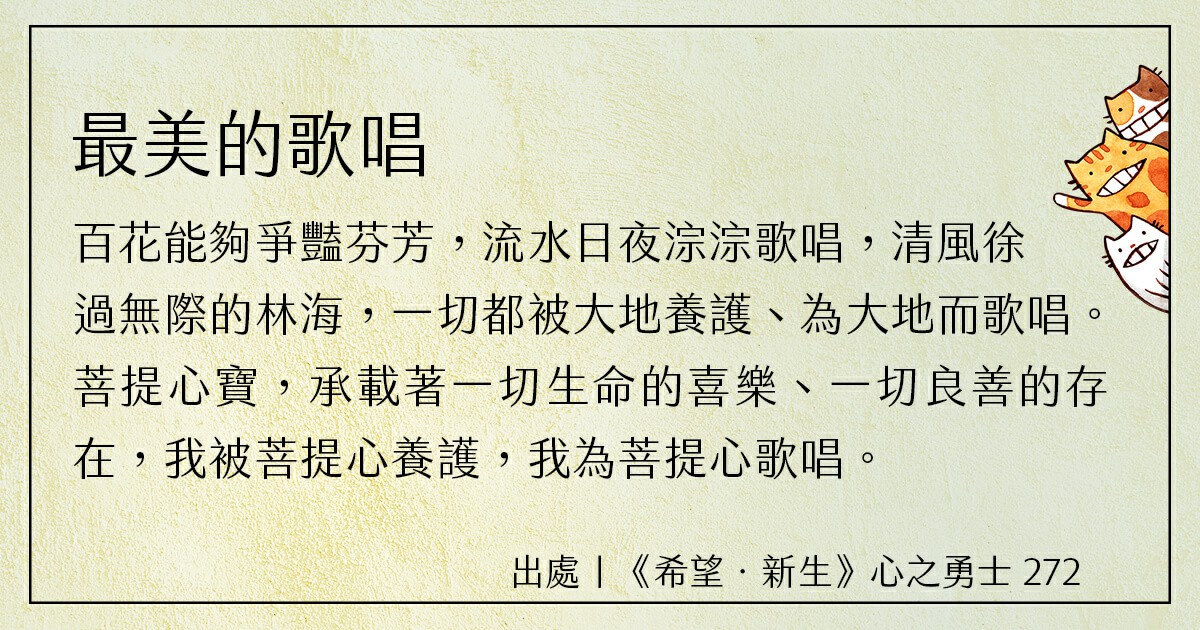 最美的歌唱
百花能夠爭豔芬芳，流水日夜淙淙歌唱，清風徐
過無際的林海，一切都被大地養護、為大地而歌唱。
菩提心寶，承載著一切生命的喜樂、一切良善的存
在，我被菩提心養護，我為菩提心歌唱。
出處｜《希望．新生》心之勇士 272